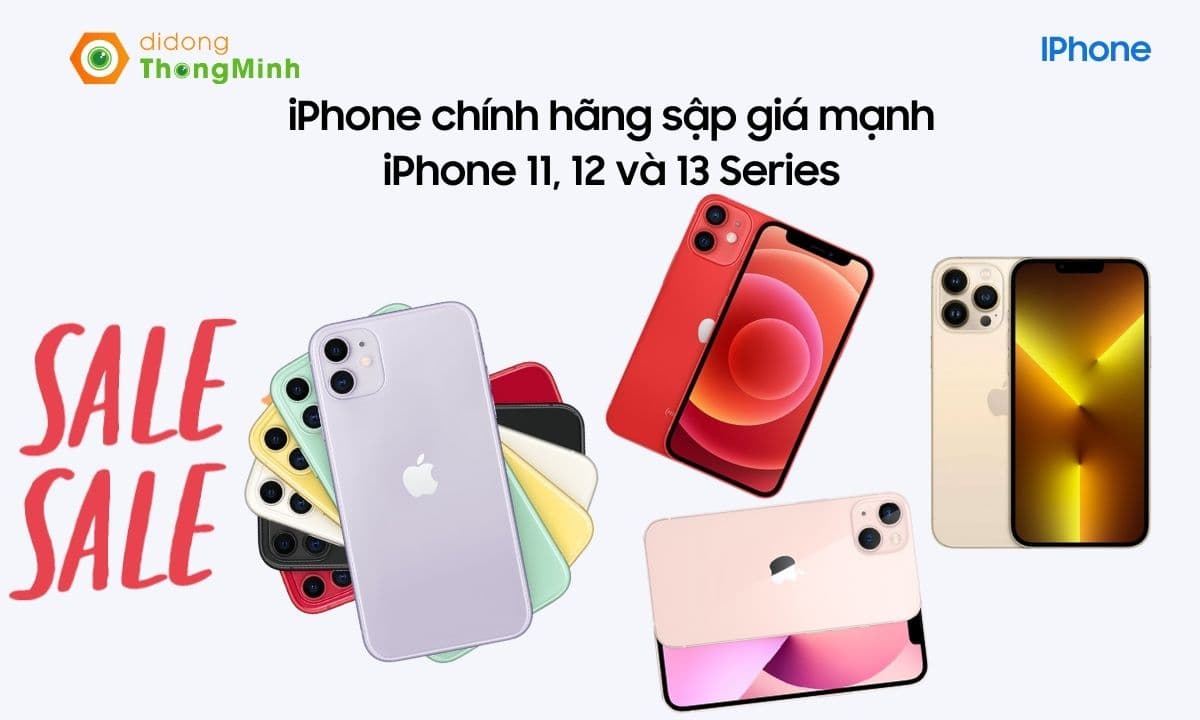 didong
ThongMinh
IPhone
iPhone chính hãng sập giá mạnh
iPhone 11, 12 và 13 Series
SALE
SALE